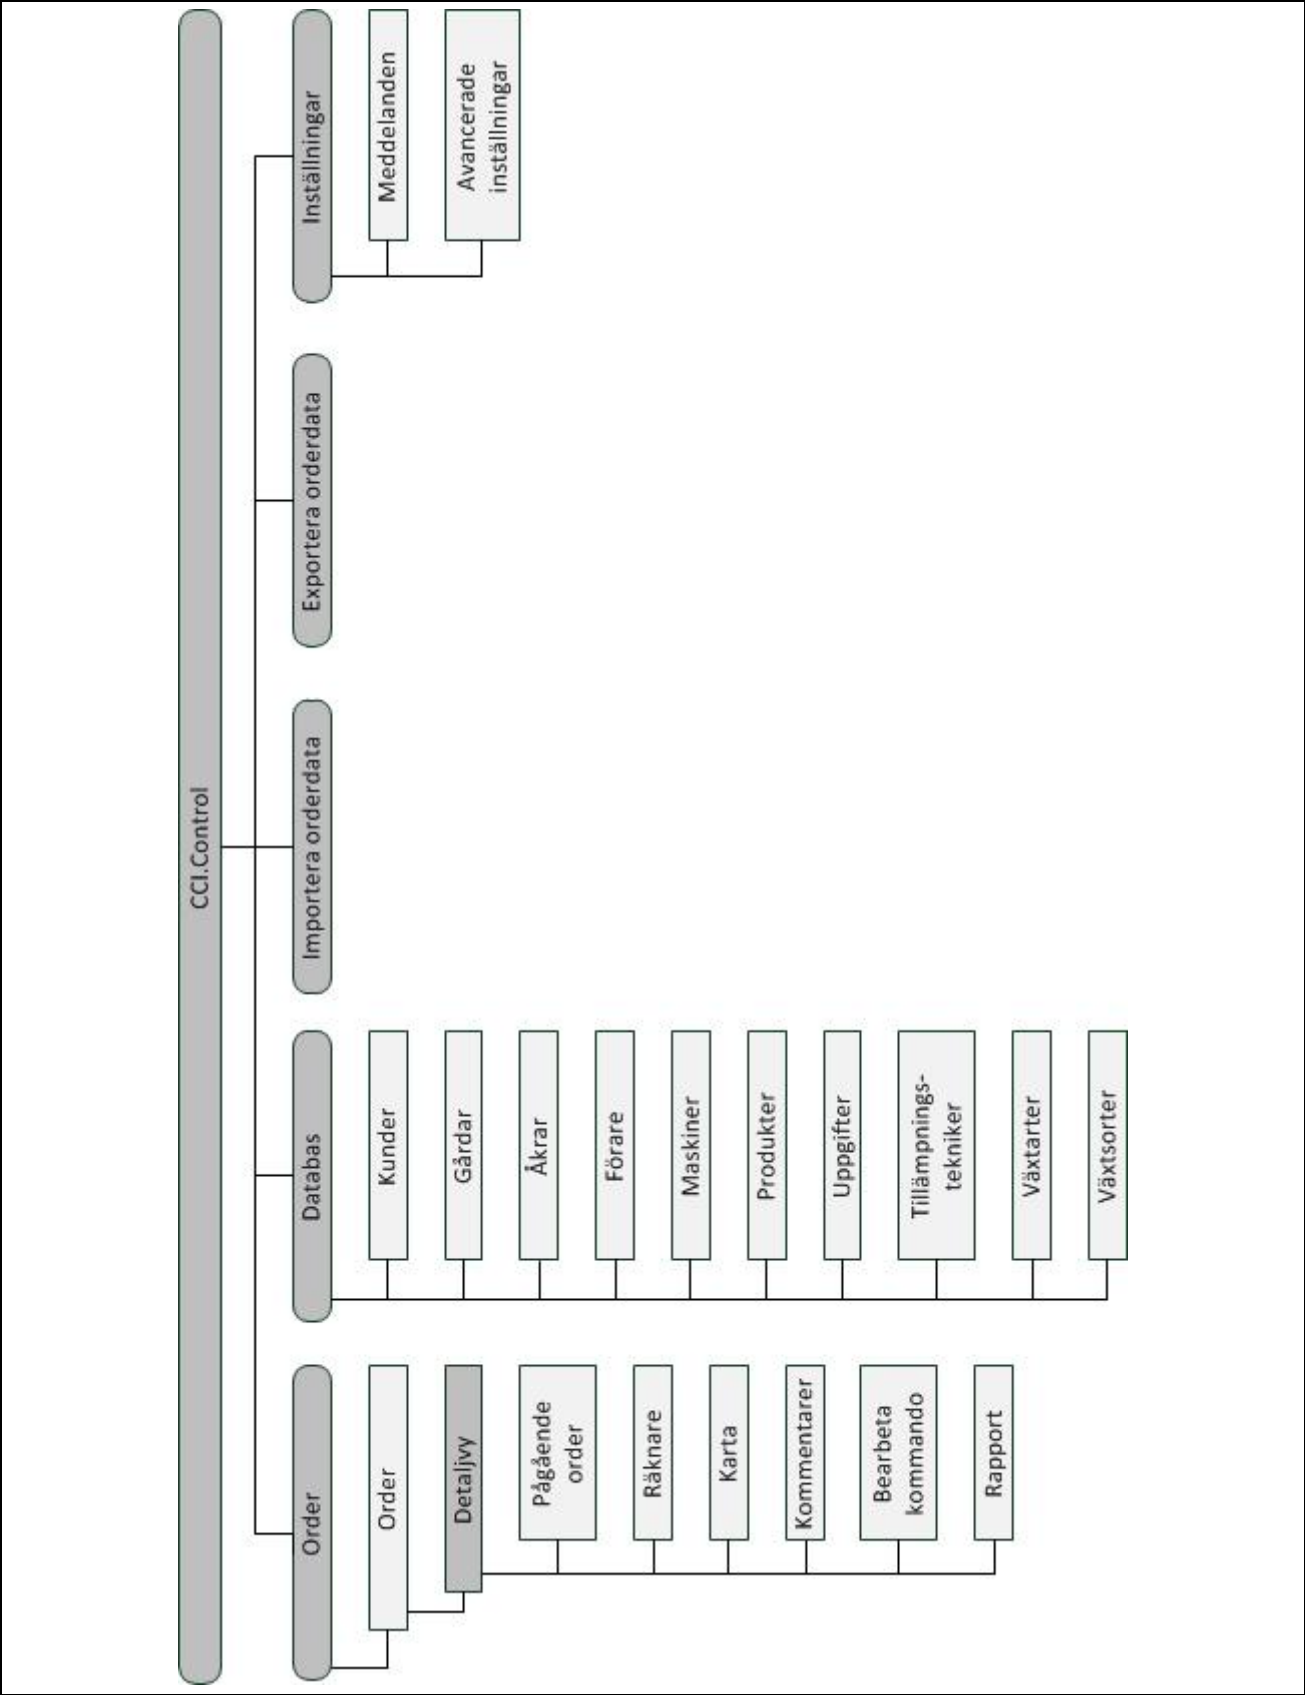 CCI.Control
Order
Order
Detaljvy
Pågående
order
Räknare
Karta
Kommentarer
Bearbeta
kommando
Rapport
Databas
Kunder
Gårdar
Åkrar
Förare
Maskiner
Produkter
Uppgifter
Tillämpnings-
tekniker
Växtarter
Växtsorter
Importera orderdata
Exportera orderdata
Inställningar
Meddelanden
Avancerade
inställningar